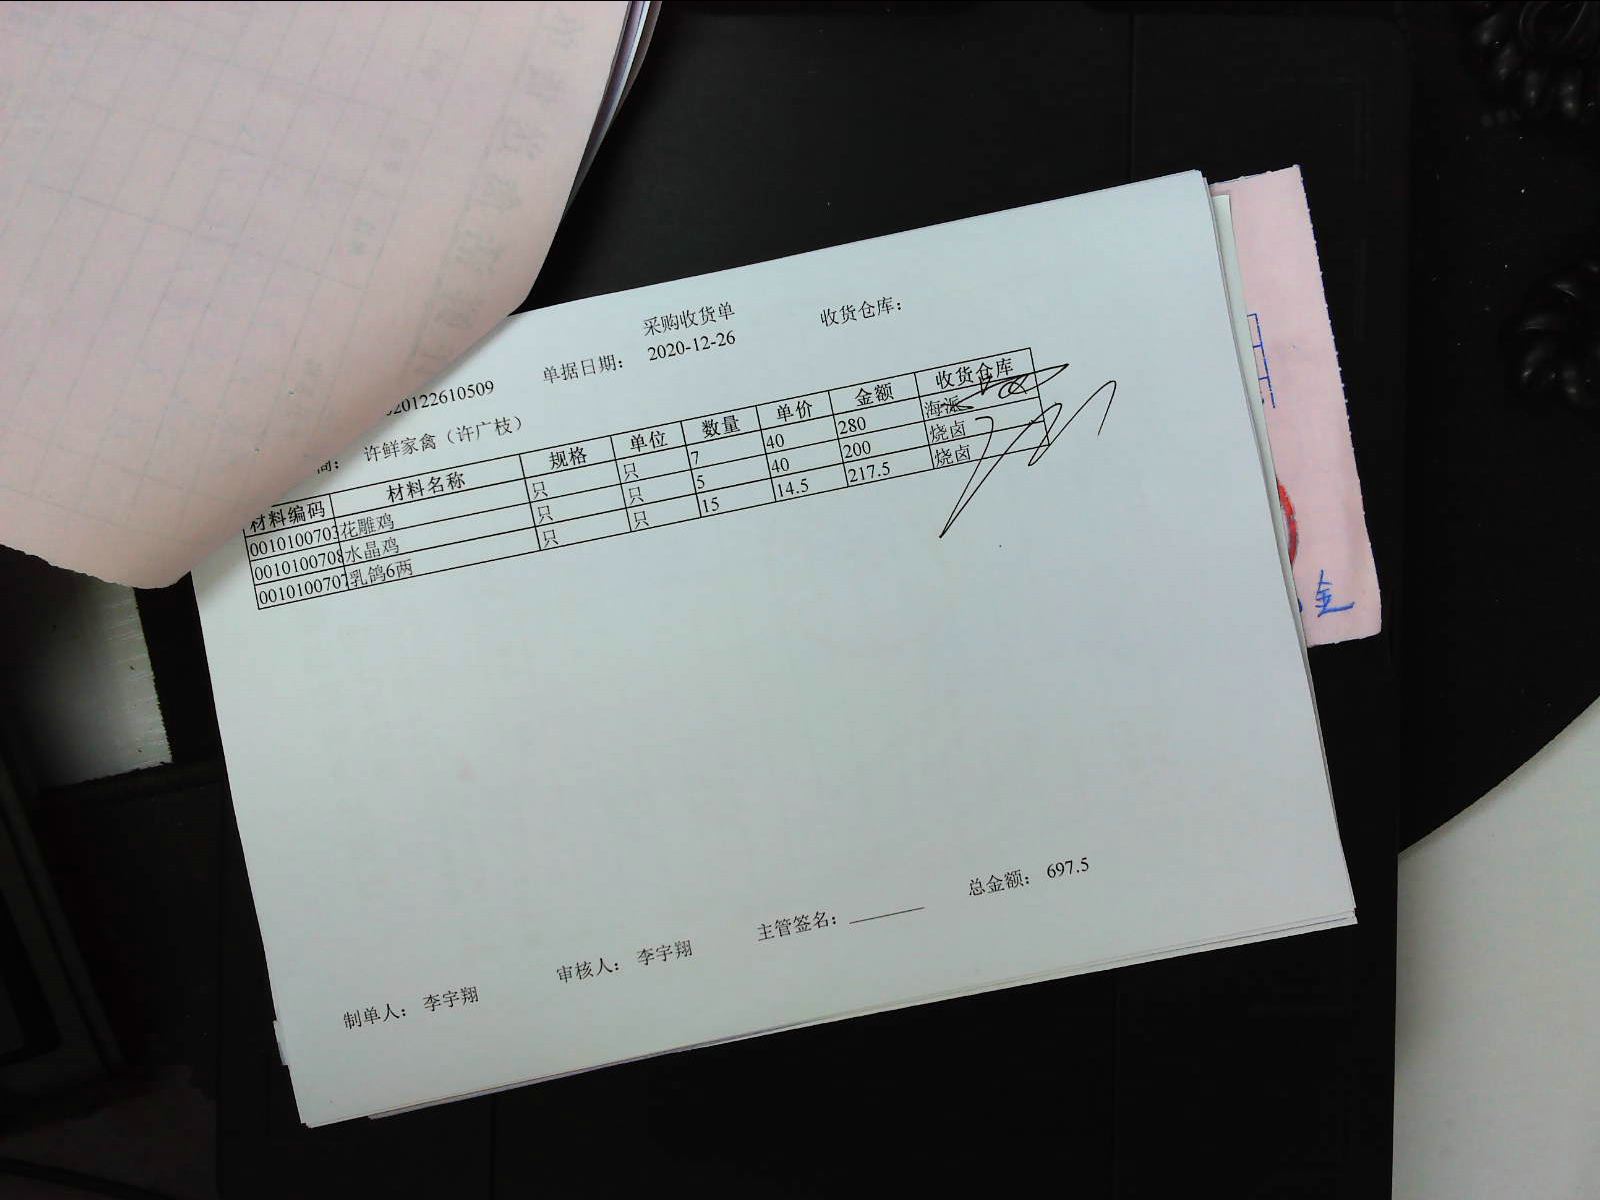 采购收货单
单据日期： 2020-12-26 收货仓库：
20122610509
商： 许鲜家禽（许广枝）
材料编码 材料名称 规格 单位 数量 单价 金额 收货仓库
0010100703 花雕鸡 只 只 7 40 280 海派
0010100708 水晶鸡 只 只 5 40 200 烧卤
0010100707 乳鸽6两 只 只 15 14.5 217.5 烧卤
总金额： 697.5
制单人： 李宇翔 审核人： 李宇翔 主管签名：
金